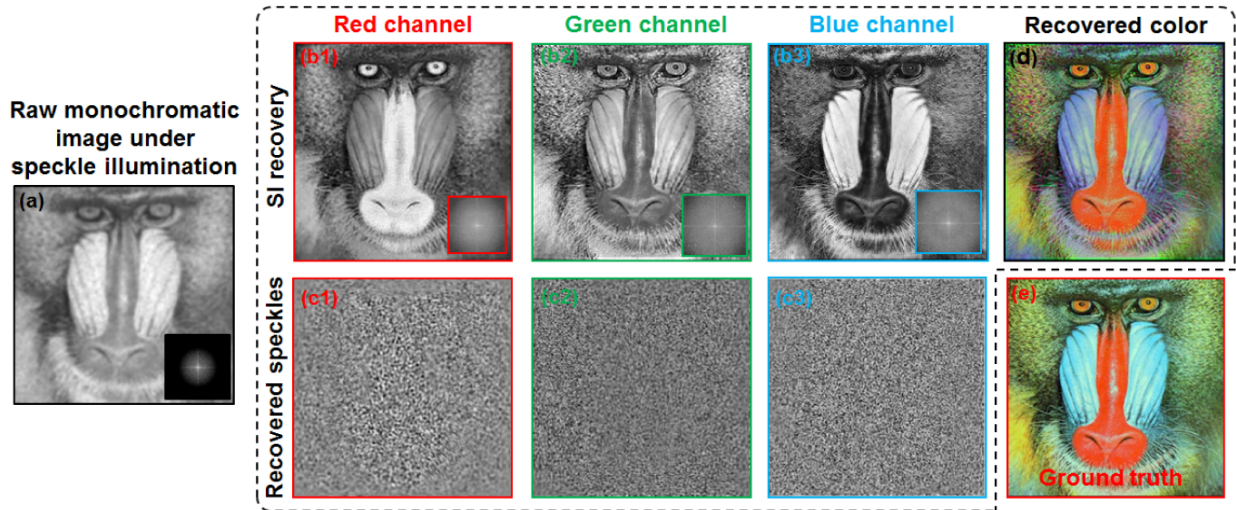 Red channel
Green channel
Blue channel
Recovered color
Raw monochromatic
image under
speckle illumination
(a)
SI recovery
(b1)
(b2)
(b3)
(d)
Recovered speckles
(c1)
(c2)
(c3)
(e)
Ground truth